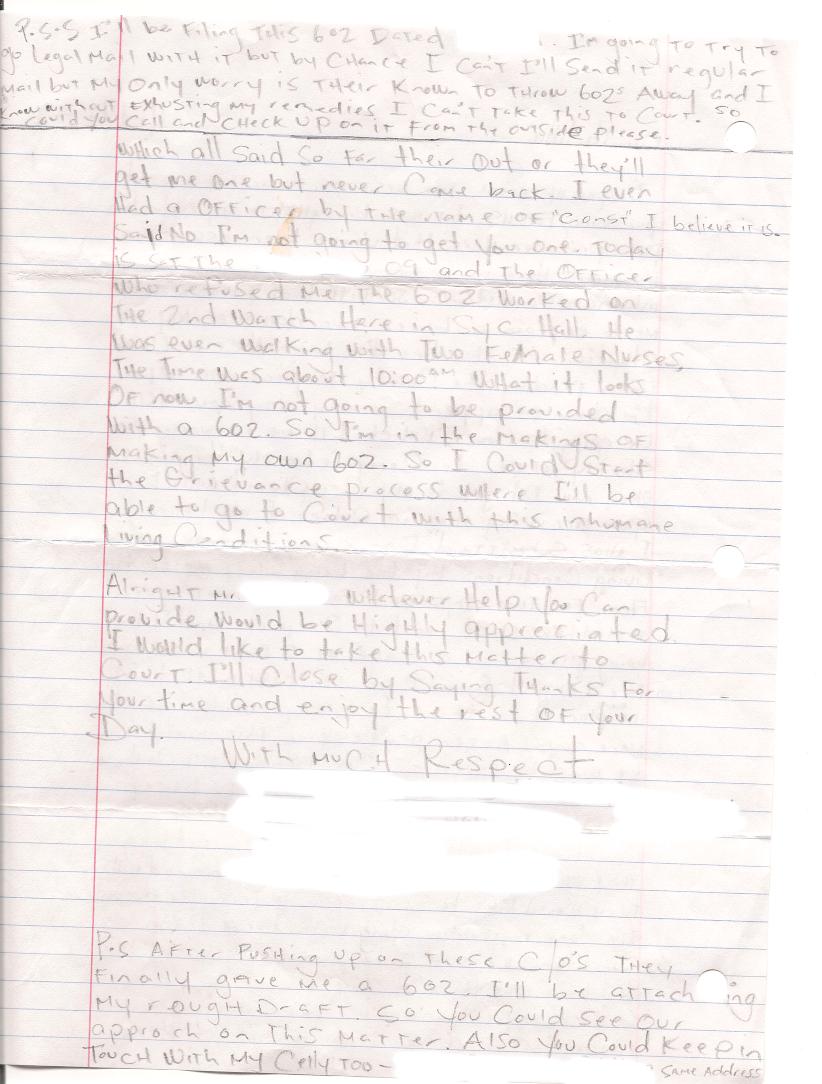 P.S.S I'll be Filing THis 602 Dated . I'm going To Try To
go Legal Mail WITH it but by CHance I Can't I'll Send it regular
Mail but My Only worry is THeir Known To THrow 602s Away and I
Know without EXHusting My remedies I Can't Take This To Court. So
Could you Call and CHeck Up on it From the outside please.
WHich all Said So Far their Out or they'll
get me one but never Came back. I even
Had a OFFicer by THe name OF "Const" I believe it is.
Said No I'm not going to get you one. Today
is S.T THe , 09 and THe OFFicer
WHo refused Me THe 602 Worked on
THe 2nd Watch Here in Syc. Hall. He
Was even Walking with Two Female Nurses,
THe Time Was about 10:00AM What it looks
OF now I'm not going to be provided
With a 602. So I'm in the Makings OF
Making My own 602. So I Could Start
the Grievance process where I'll be
able to go to Court with this inhumane
Living Conditions.
Alright Mr. WHatever Help You Can
provide Would be HigHly appreciated.
I Would like to take this Matter to
Court. I'll Close by Saying THanks For
Your time and enjoy the rest OF your
Day.
With MucH Respect
P.S AFter PusHing Up on THese C/O's THey
Finally gave Me a 602. I'll be attaching
My rough DraFt. So You Could See Our
approch on This Matter. Also You Could Keep in
ToucH With My Celly Too -
Same Address